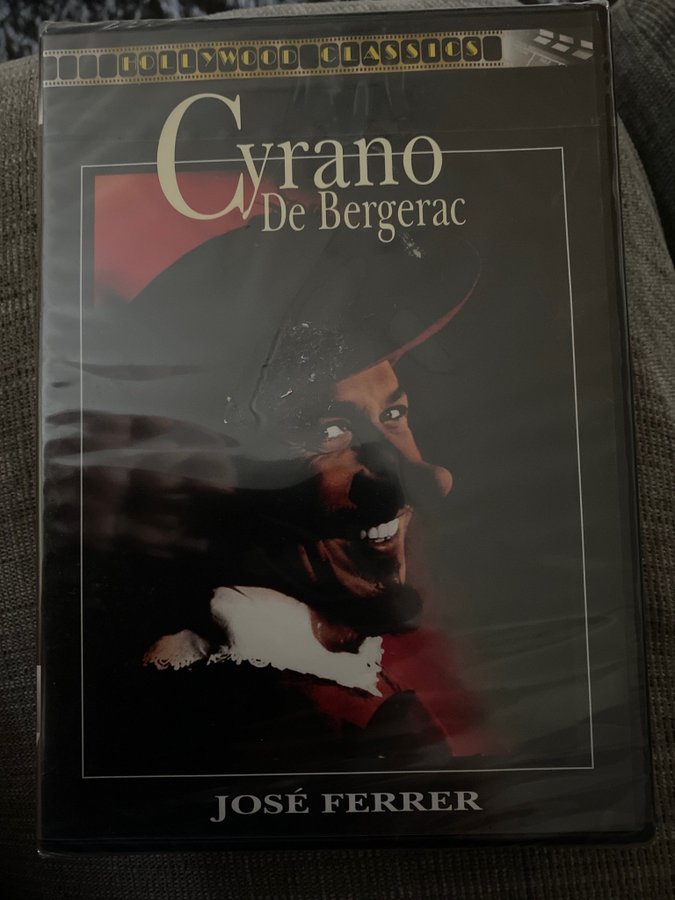 HOLLYWOOD CLASSICS
Cyrano
De Bergerac
JOSÉ FERRER